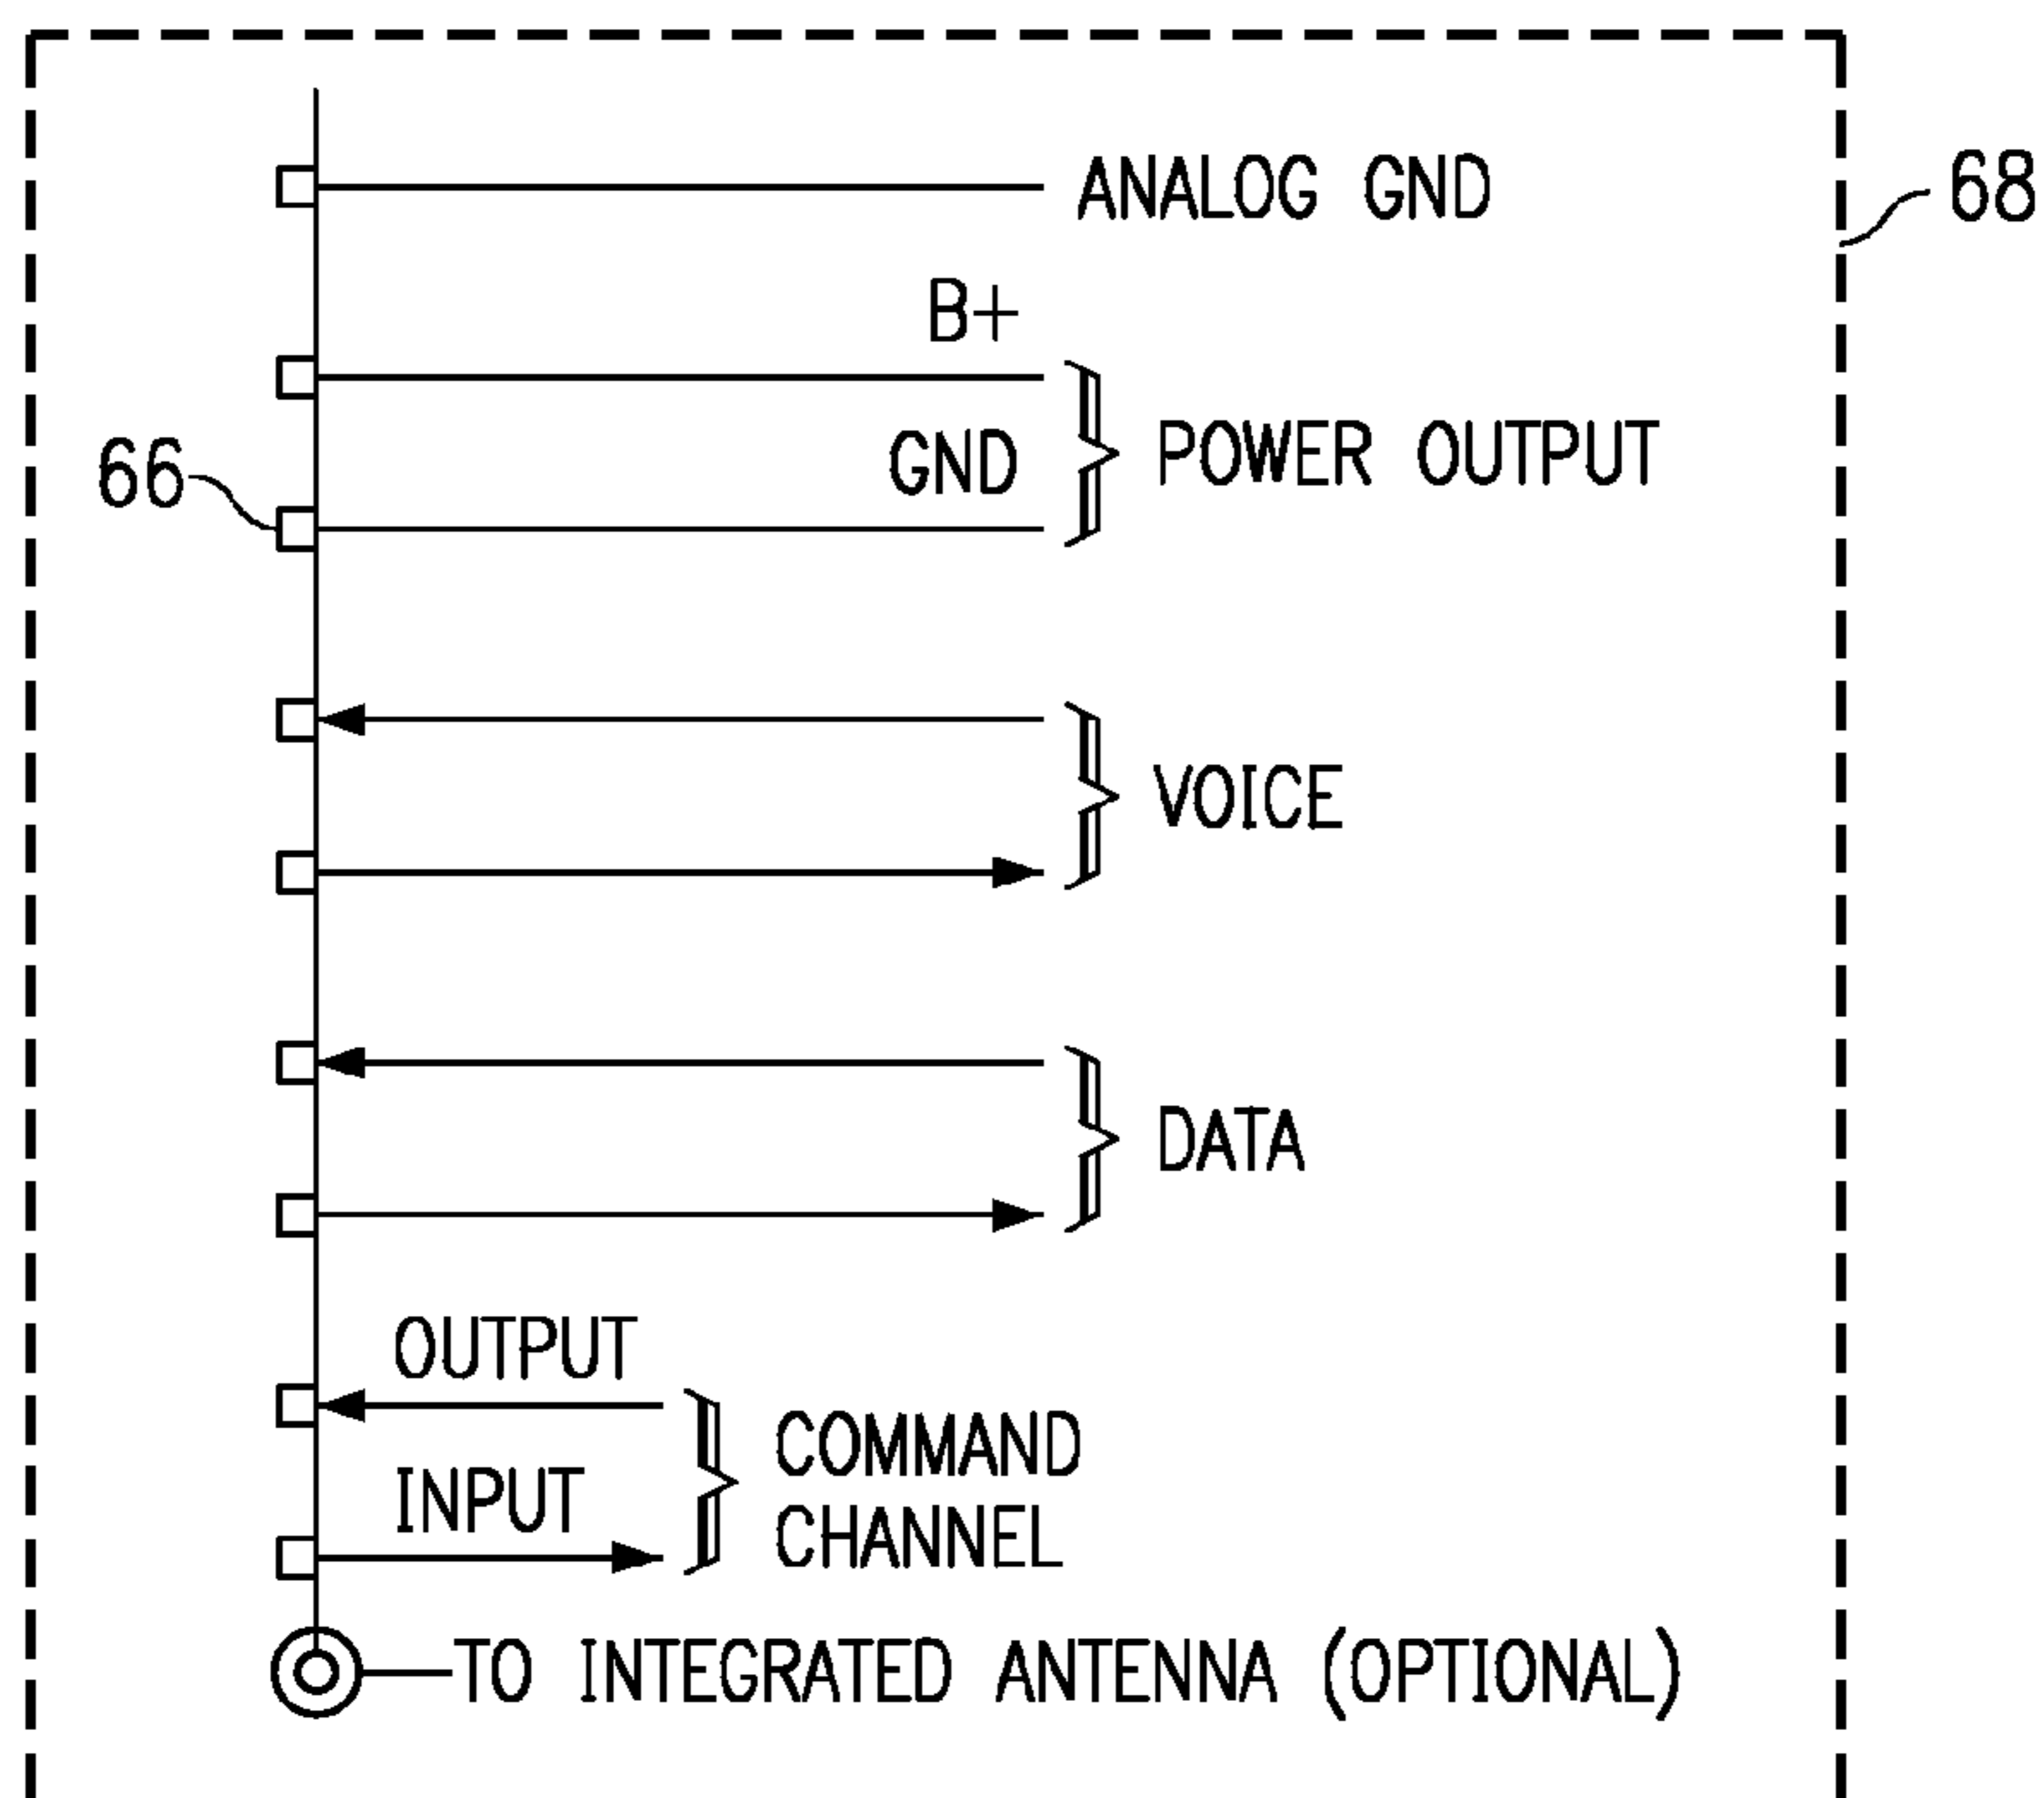 ANALOG GND
68
B+
66
GND
POWER OUTPUT
VOICE
DATA
OUTPUT
INPUT
COMMAND
CHANNEL
TO INTEGRATED ANTENNA (OPTIONAL)